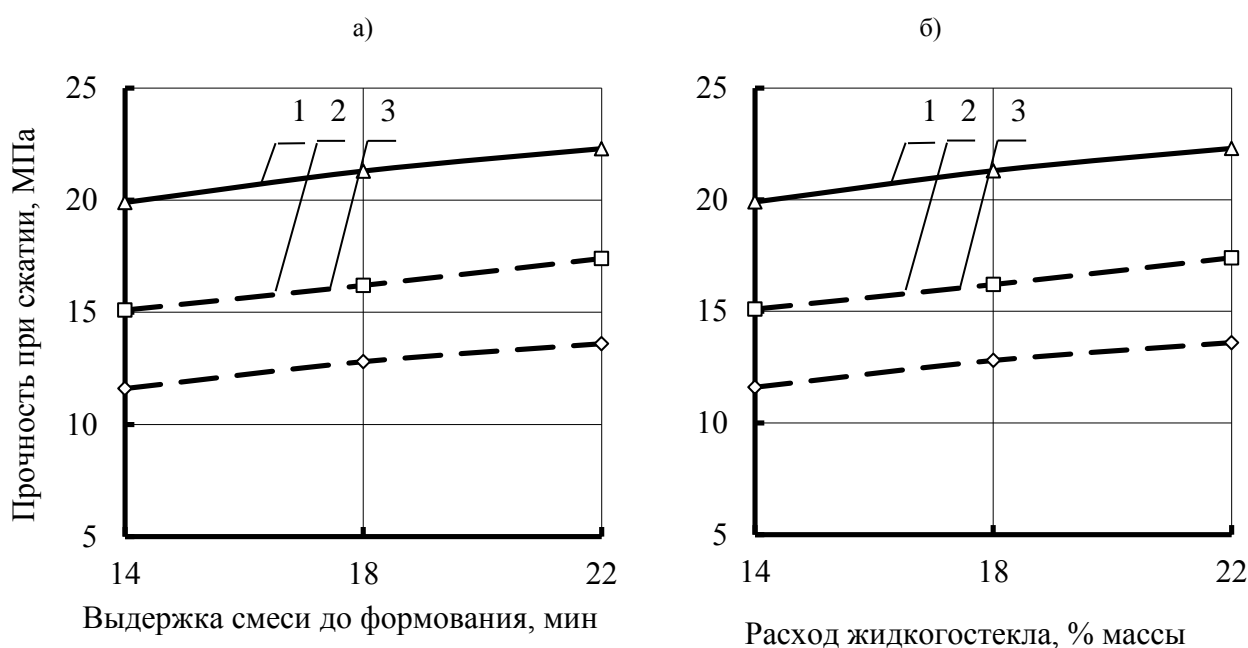 а)
б)
25
20
15
10
5
1 2 3
14 18 22
Прочность при сжатии, МПа
Выдержка смеси до формования, мин
25
20
15
10
5
1 2 3
14 18 22
Расход жидкогостекла, % массы